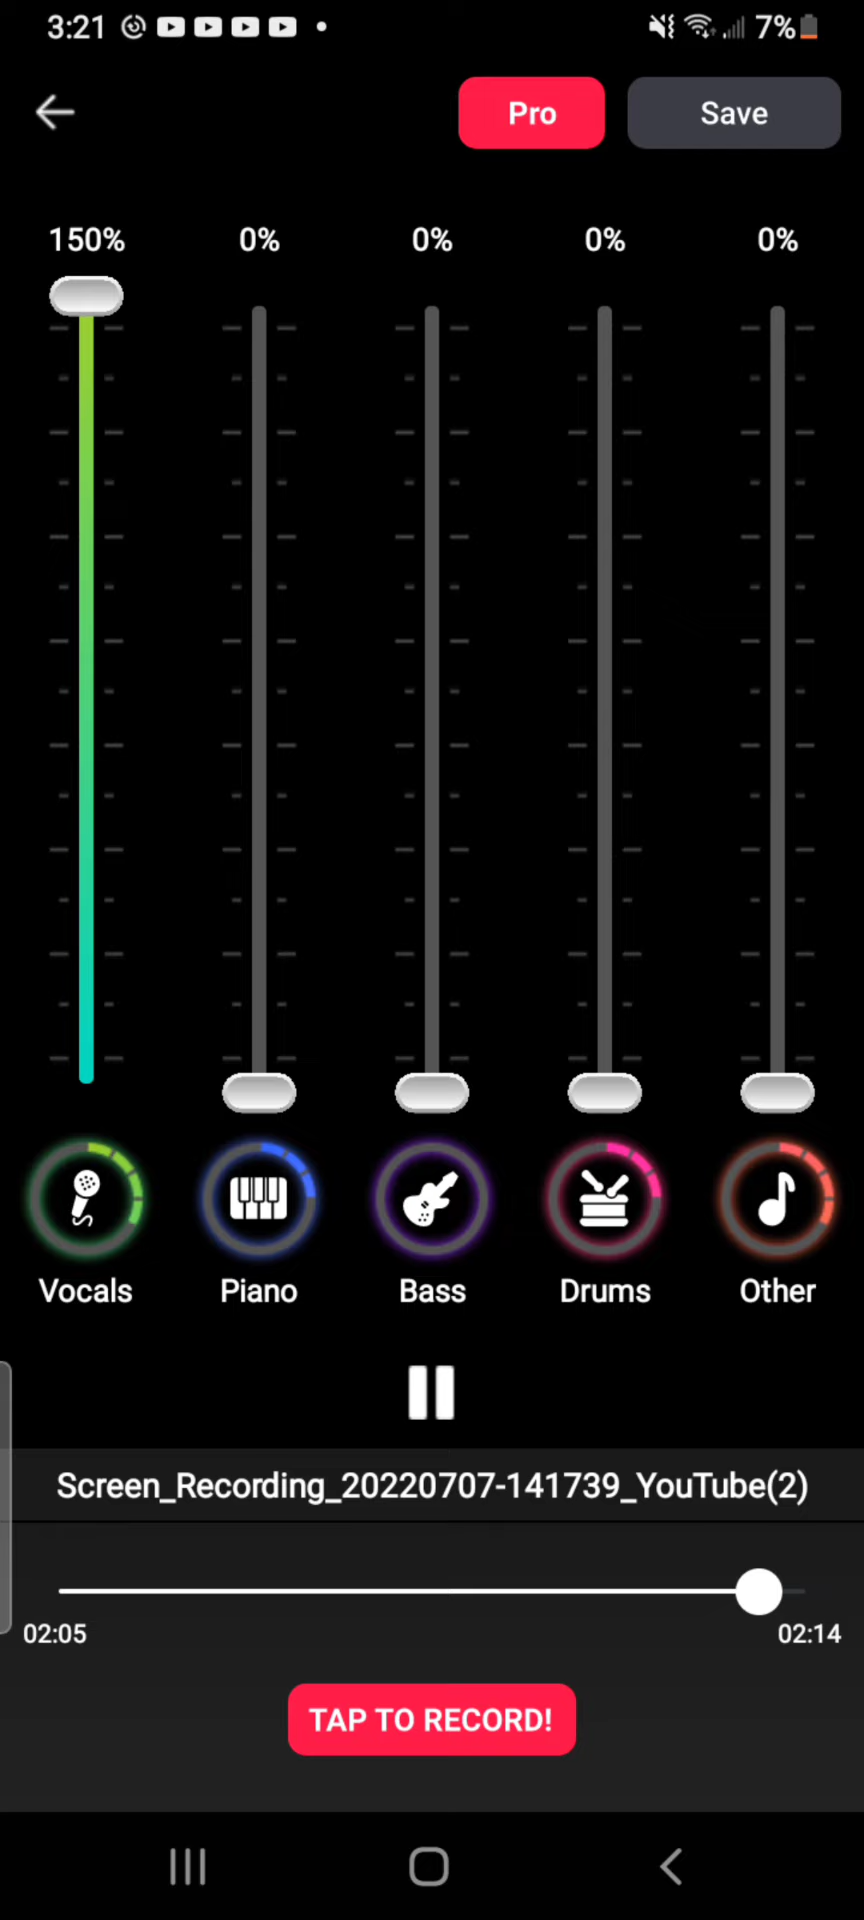 3:21 7%
Pro Save
150% 0% 0% 0% 0%
Vocals Piano Bass Drums Other
Screen_Recording_20220707-141739_YouTube(2)
02:05 02:14
TAP TO RECORD!